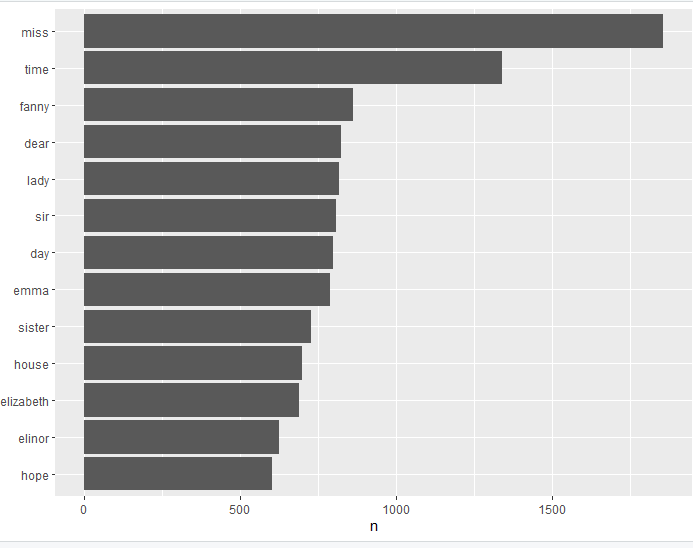 miss
time
fanny
dear
lady
sir
day
emma
sister
house
elizabeth
elinor
hope
0 500 1000 1500
n